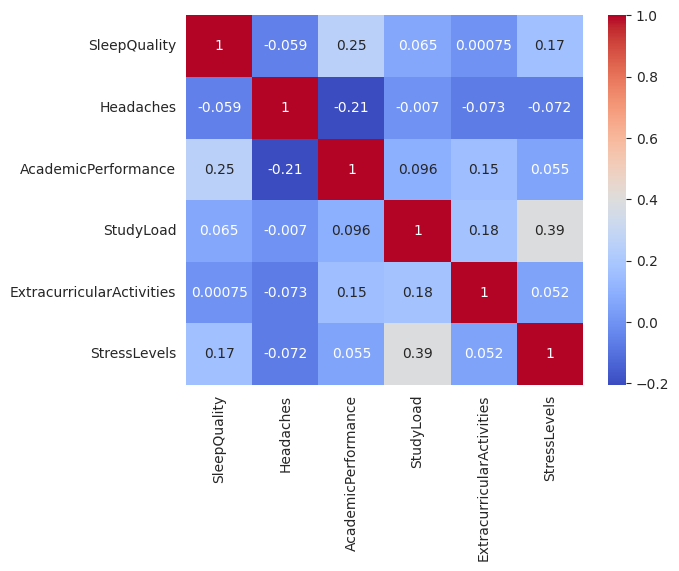 SleepQuality 1 -0.059 0.25 0.065 0.00075 0.17
Headaches -0.059 1 -0.21 -0.007 -0.073 -0.072
AcademicPerformance 0.25 -0.21 1 0.096 0.15 0.055
StudyLoad 0.065 -0.007 0.096 1 0.18 0.39
ExtracurricularActivities 0.00075 -0.073 0.15 0.18 1 0.052
StressLevels 0.17 -0.072 0.055 0.39 0.052 1
SleepQuality
Headaches
AcademicPerformance
StudyLoad
ExtracurricularActivities
StressLevels
1.0
0.8
0.6
0.4
0.2
0.0
−0.2